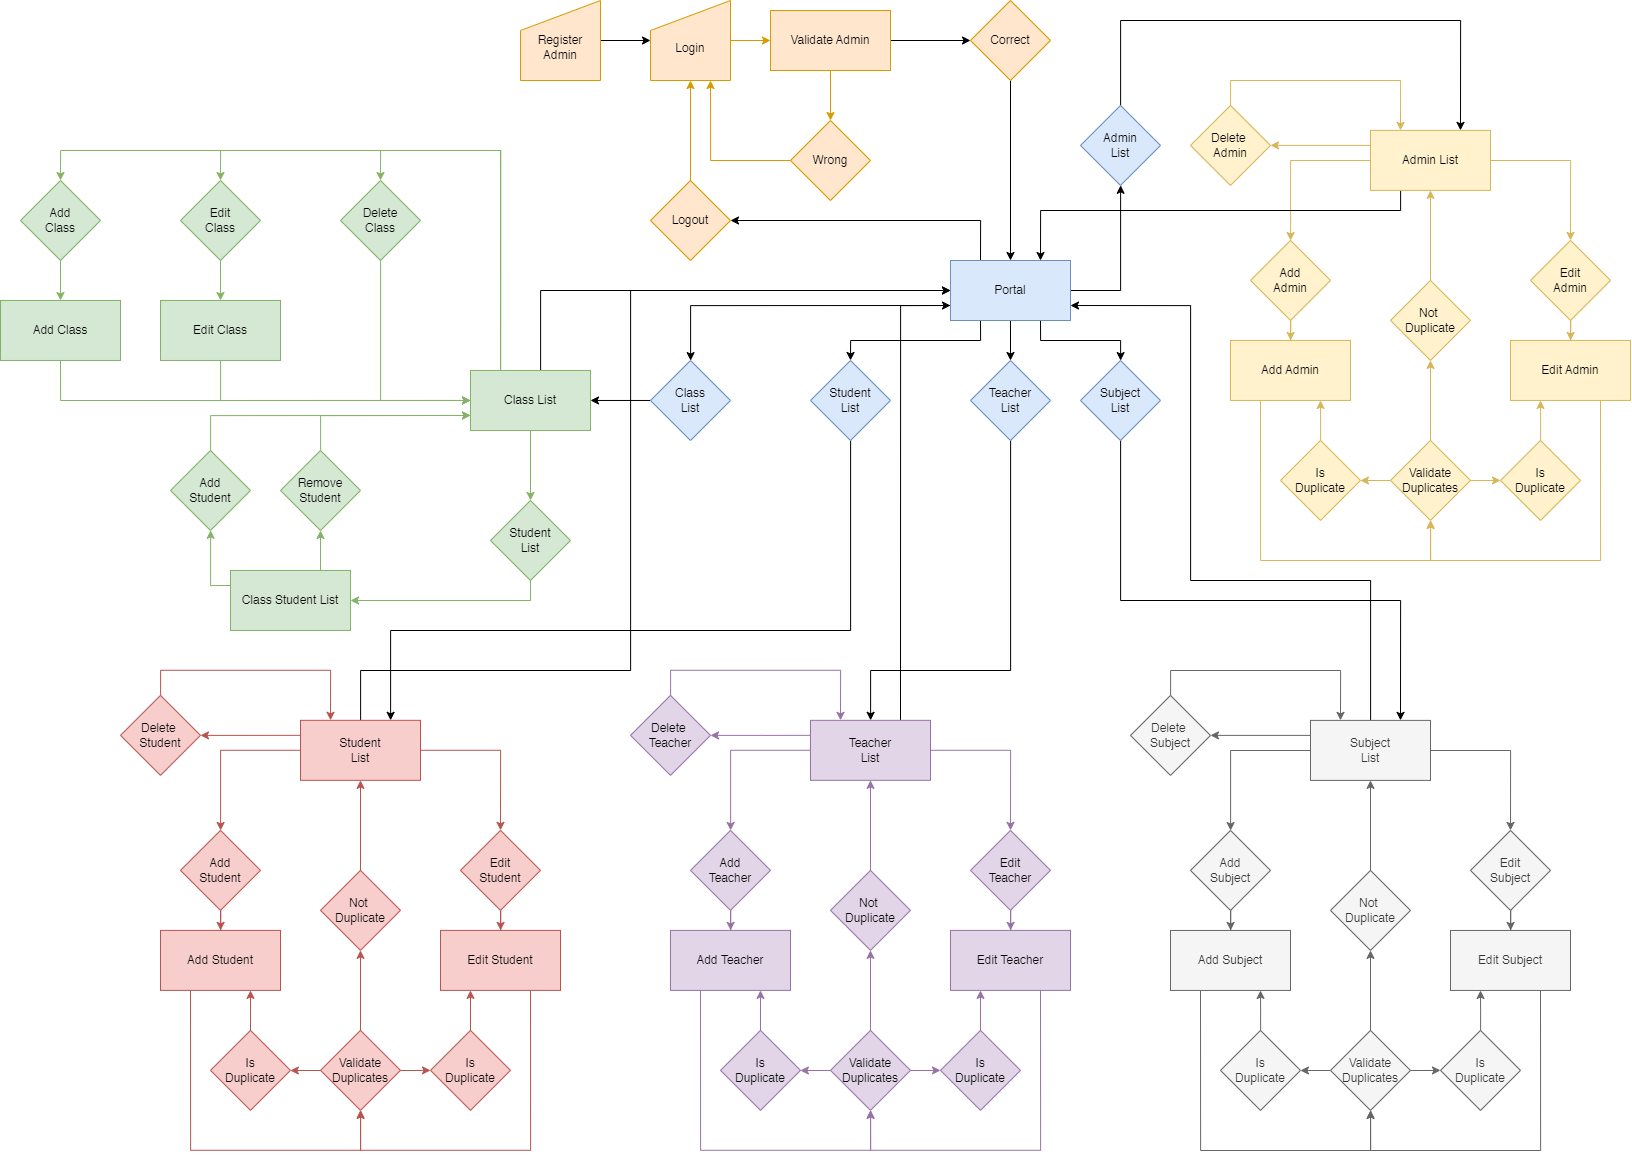 Register
Admin
Login
Validate Admin
Correct
Wrong
Logout
Admin
List
Delete
Admin
Admin List
Add
Admin
Edit
Admin
Not
Duplicate
Add Admin
Edit Admin
Is
Duplicate
Validate
Duplicates
Is
Duplicate
Add
Class
Edit
Class
Delete
Class
Add Class
Edit Class
Class List
Portal
Class
List
Student
List
Teacher
List
Subject
List
Add
Student
Remove
Student
Student
List
Class Student List
Delete
Student
Student
List
Add
Student
Edit
Student
Not
Duplicate
Add Student
Edit Student
Is
Duplicate
Validate
Duplicates
Is
Duplicate
Delete
Teacher
Teacher
List
Add
Teacher
Edit
Teacher
Not
Duplicate
Add Teacher
Edit Teacher
Is
Duplicate
Validate
Duplicates
Is
Duplicate
Delete
Subject
Subject
List
Add
Subject
Edit
Subject
Not
Duplicate
Add Subject
Edit Subject
Is
Duplicate
Validate
Duplicates
Is
Duplicate